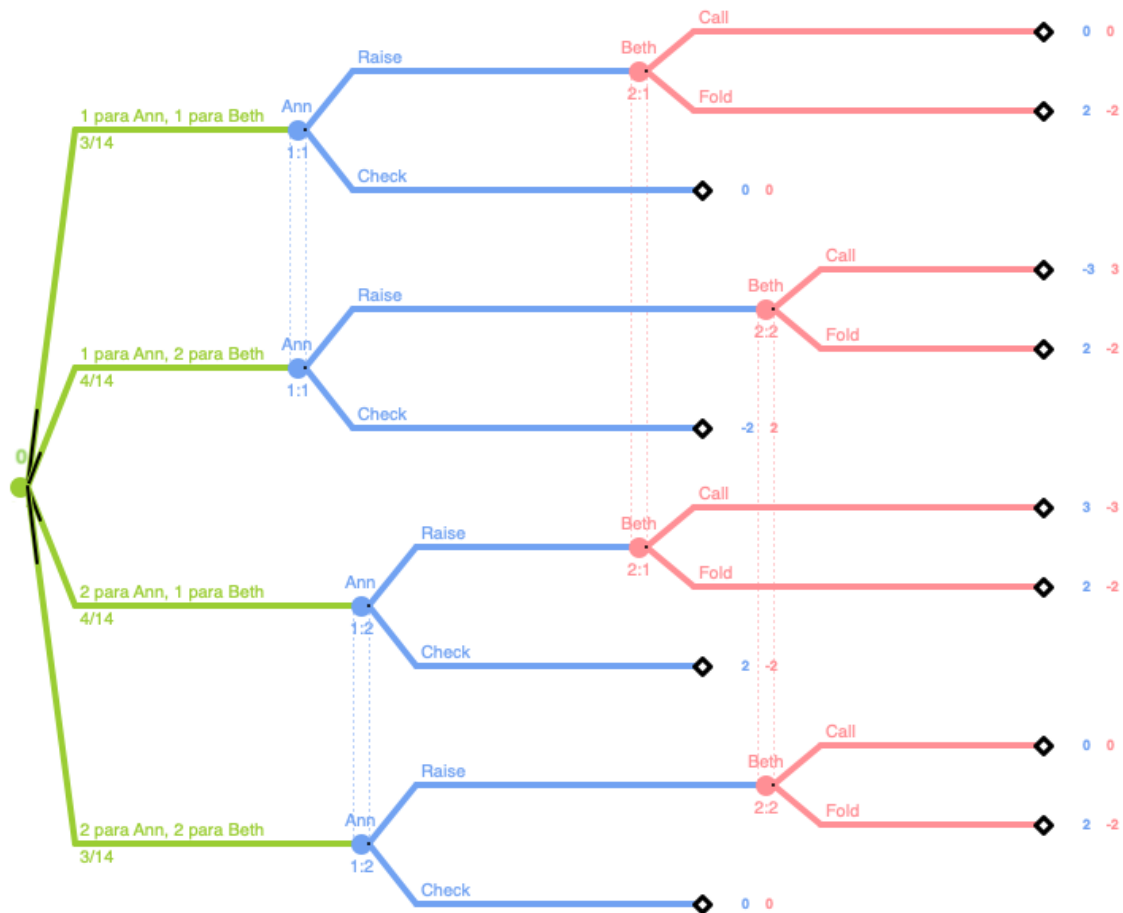 Call
0 0
Beth
Raise
2:1
Fold
2 -2
Ann
1 para Ann, 1 para Beth
3/14
1:1
Check
0 0
Call
-3 3
Beth
Raise
2:2
Fold
2 -2
Ann
1 para Ann, 2 para Beth
4/14
1:1
Check
-2 2
0
Call
3 -3
Beth
Raise
2:1
Fold
2 -2
Ann
2 para Ann, 1 para Beth
4/14
1:2
Check
2 -2
Call
0 0
Beth
Raise
2:2
Fold
2 -2
Ann
2 para Ann, 2 para Beth
3/14
1:2
Check
0 0